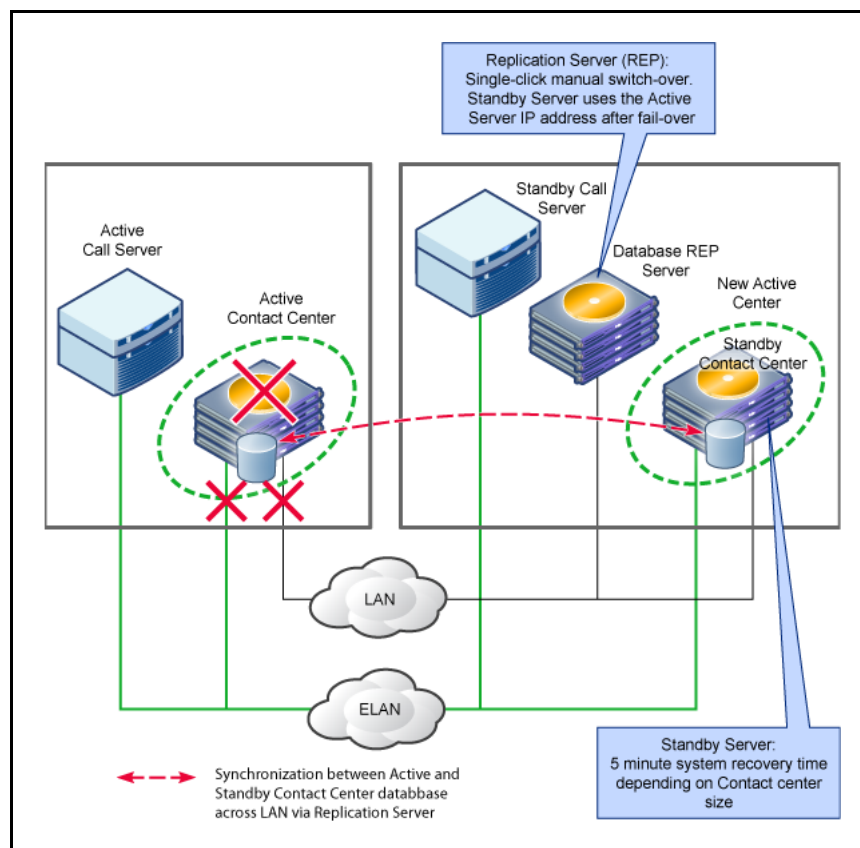 Replication Server (REP):
Single-click manual switch-over.
Standby Server uses the Active
Server IP address after fail-over
Active
Call Server
Active
Contact Center
Standby Call
Server
Database REP
Server
New Active
Center
Standby
Contact Center
LAN
ELAN
Synchronization between Active and
Standby Contact Center databbase
across LAN via Replication Server
Standby Server:
5 minute system recovery time
depending on Contact center
size